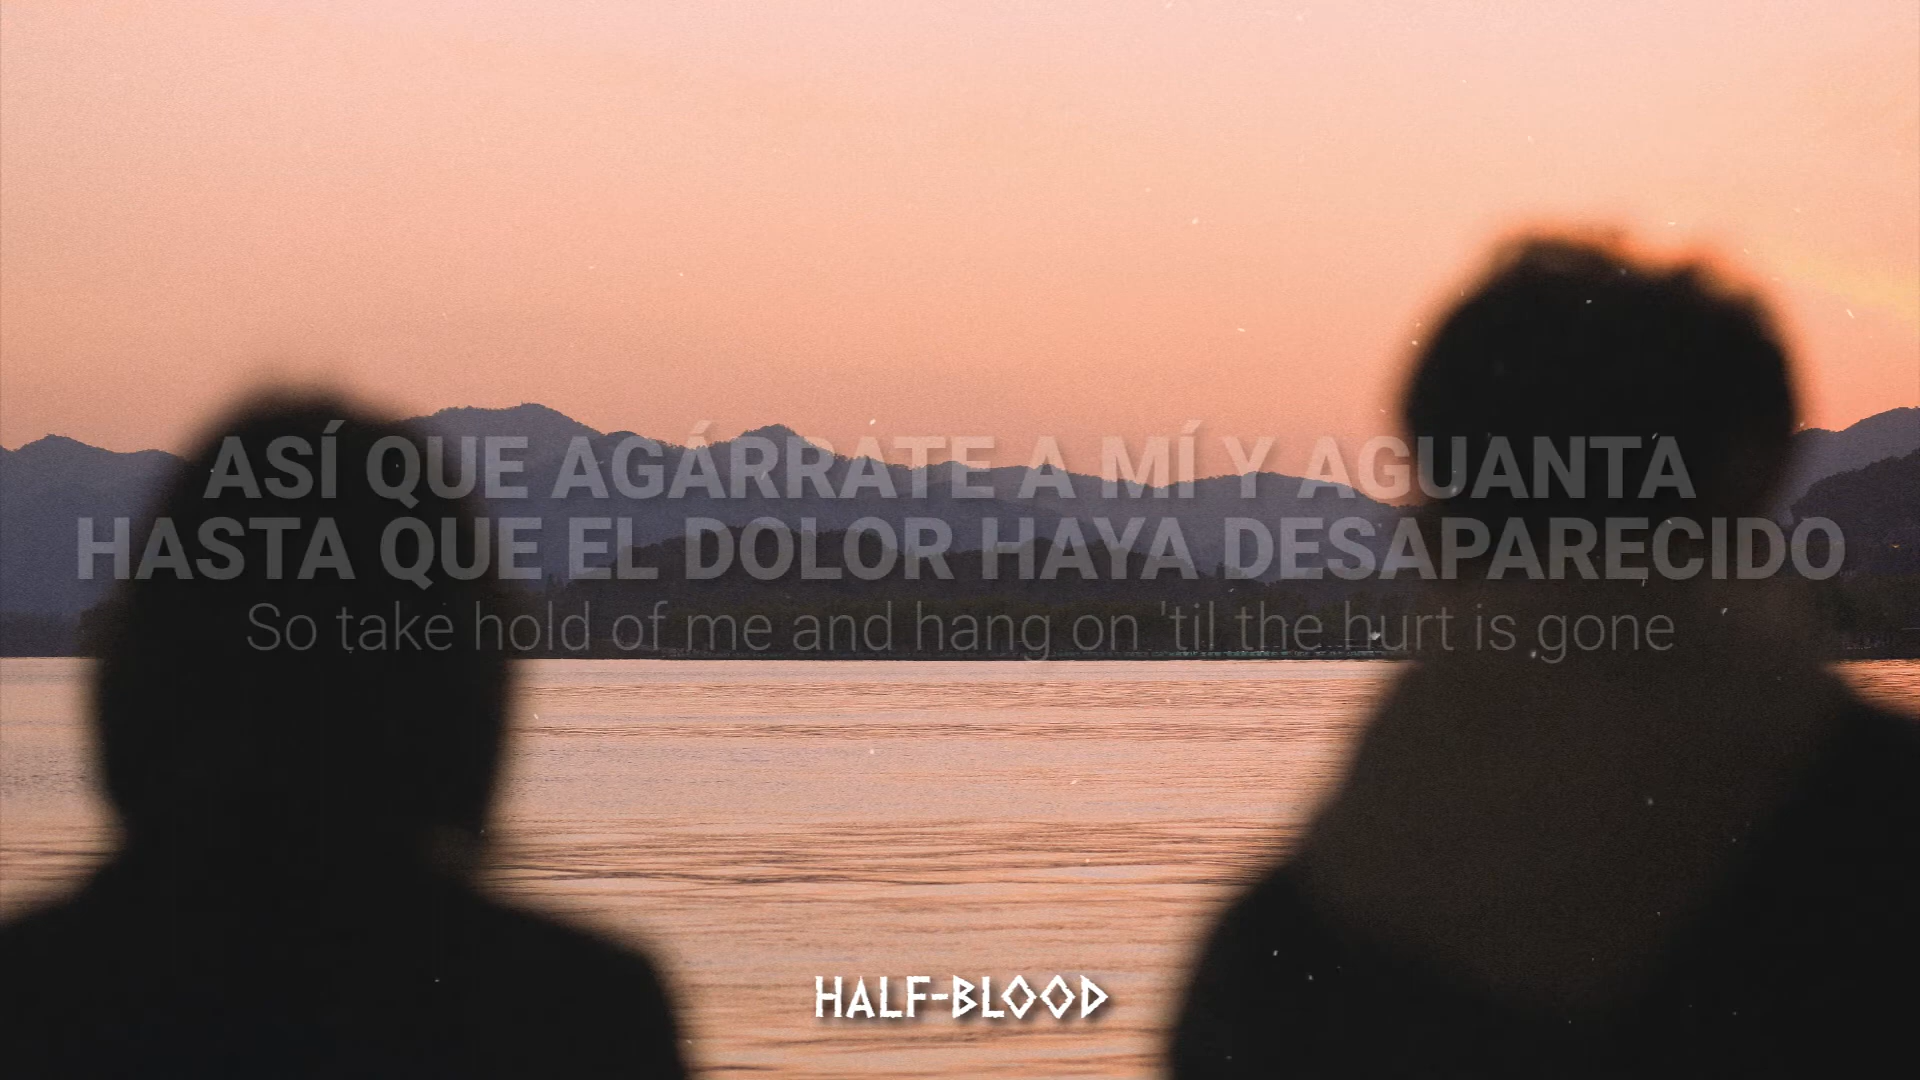 ASÍ QUE AGÁRRATE A MÍ Y AGUANTA
HASTA QUE EL DOLOR HAYA DESAPARECIDO
So take hold of me and hang on 'til the hurt is gone
HALF-BLOOD